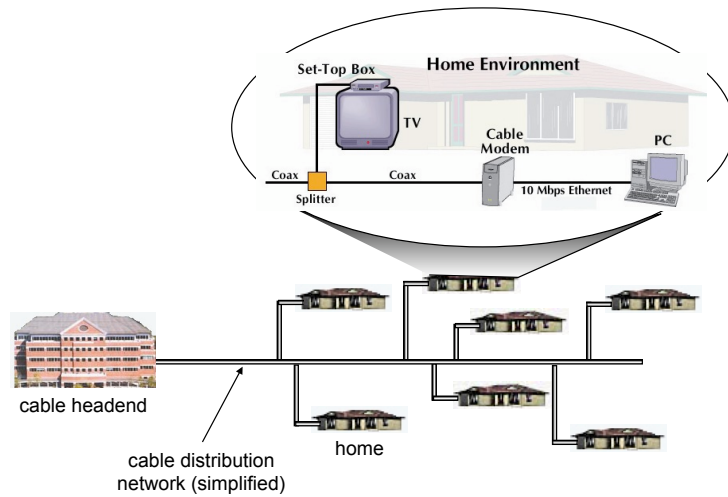 Home Environment
Set-Top Box
TV
Cable
Modem
PC
Coax
Coax
10 Mbps Ethernet
Splitter
cable headend
home
cable distribution
network (simplified)